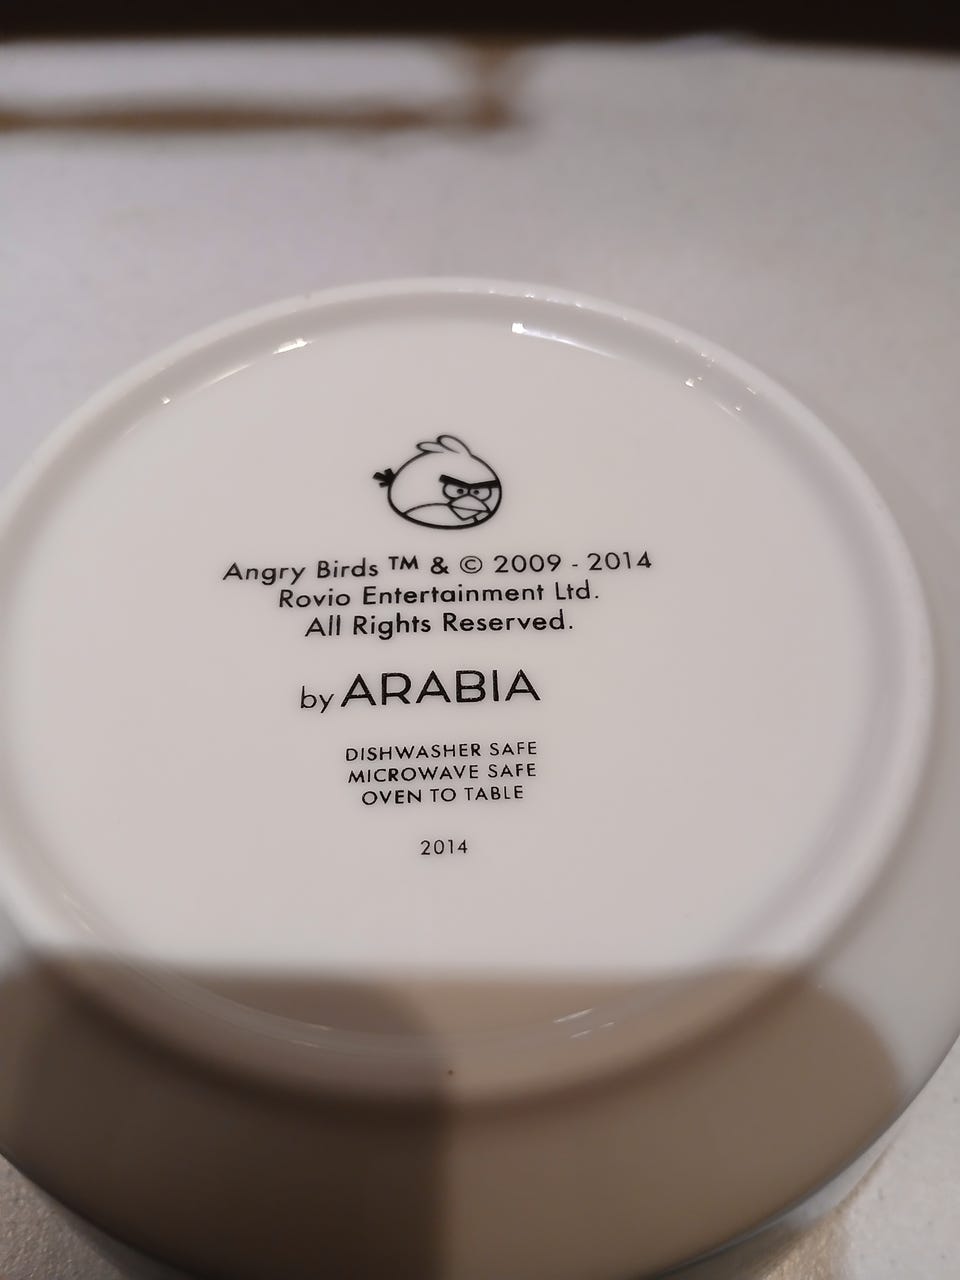 Angry Birds ™ & © 2009 - 2014
Rovio Entertainment Ltd.
All Rights Reserved.
by ARABIA
DISHWASHER SAFE
MICROWAVE SAFE
OVEN TO TABLE
2014